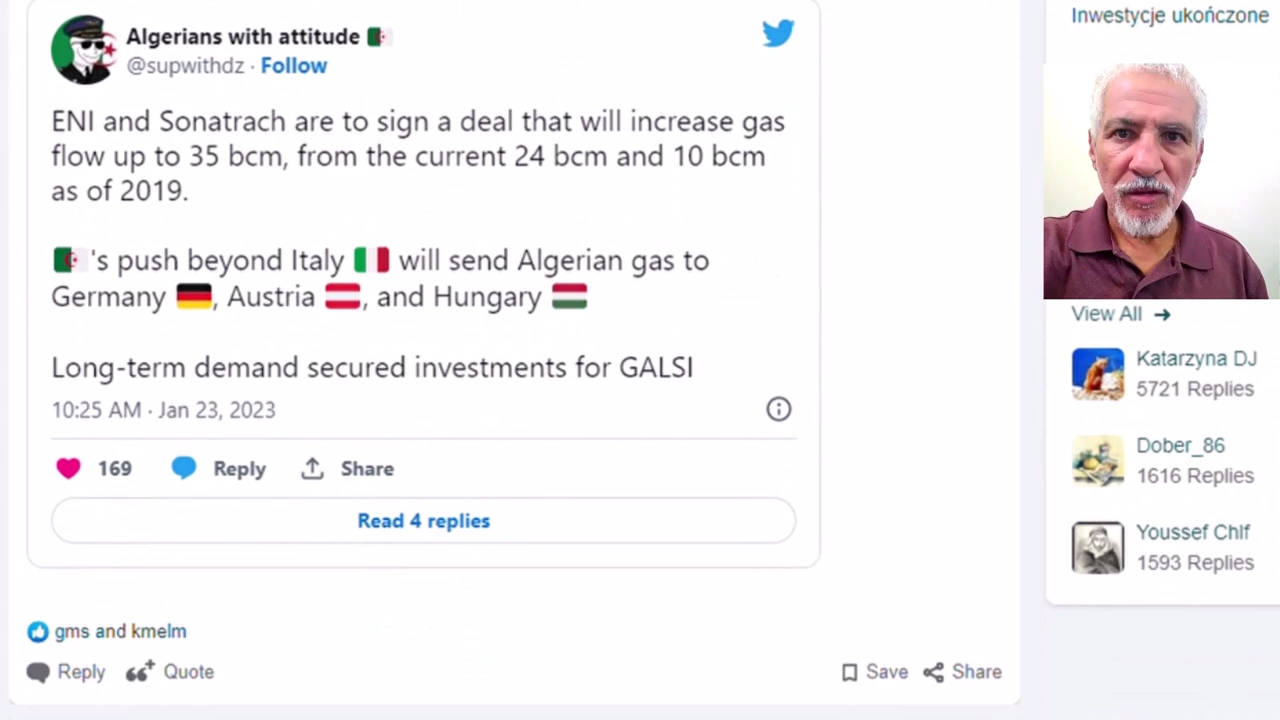 Algerians with attitude
@supwithdz · Follow
ENI and Sonatrach are to sign a deal that will increase gas
flow up to 35 bcm, from the current 24 bcm and 10 bcm
as of 2019.
's push beyond Italy will send Algerian gas to
Germany , Austria , and Hungary
Long-term demand secured investments for GALSI
10:25 AM · Jan 23, 2023
169 Reply Share
Read 4 replies
gms and kmelm
Reply Quote Save Share
Inwestycje ukończone
View All →
Katarzyna DJ
5721 Replies
Dober_86
1616 Replies
Youssef Chlf
1593 Replies